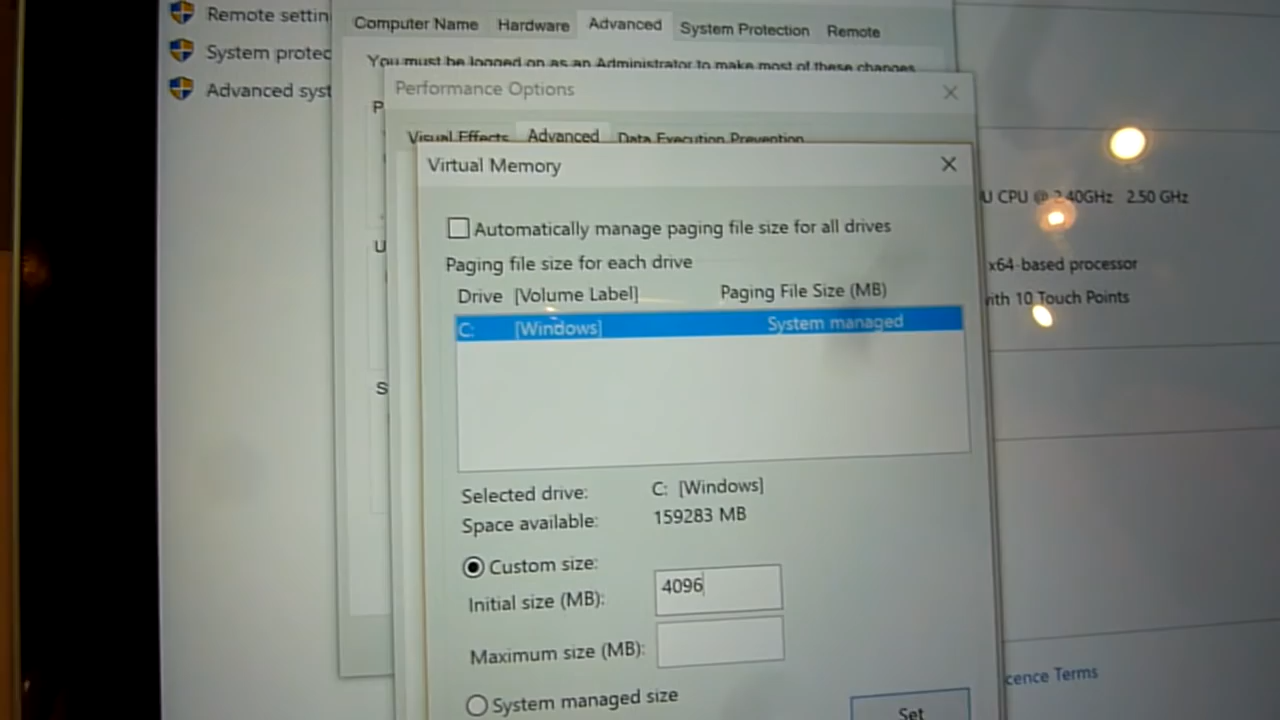 Remote settin
System protec
Advanced syst
Computer Name Hardware Advanced System Protection Remote
You must be logged on as an Administrator to make most of these changes
P
Performance Options
Visual Effects Advanced Data Execution Prevention
Virtual Memory
U CPU @ 2.40GHz 2.50 GHz
Automatically manage paging file size for all drives
U
Paging file size for each drive
x64-based processor
Drive [Volume Label] Paging File Size (MB)
ith 10 Touch Points
C: [Windows] System managed
S
Selected drive: C: [Windows]
Space available: 159283 MB
Custom size:
Initial size (MB): 4096
Maximum size (MB):
cence Terms
System managed size
Set